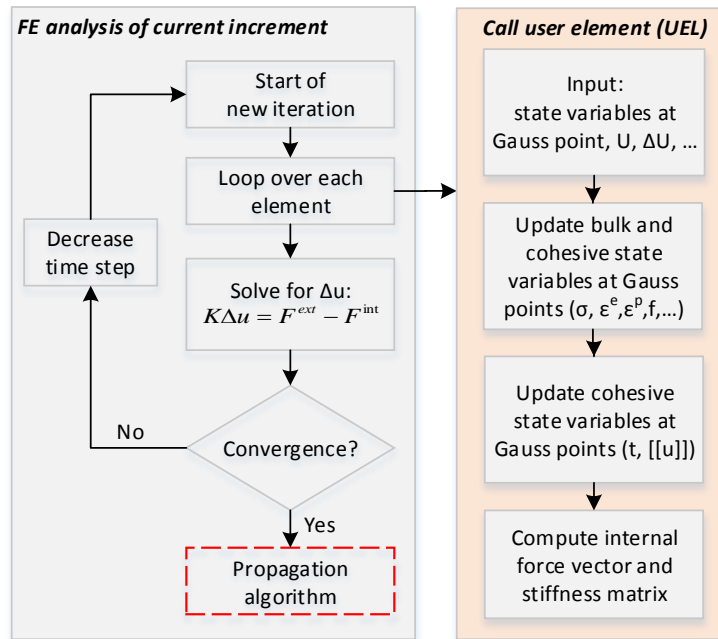 FE analysis of current increment
Start of
new iteration
Loop over each
element
Decrease
time step
Solve for Δu:
KΔu = F^ext − F^int
No
Convergence?
Yes
Propagation
algorithm
Call user element (UEL)
Input:
state variables at
Gauss point, U, ΔU, …
Update bulk and
cohesive state
variables at Gauss
points (σ, ε^e,ε^p,f,…)
Update cohesive
state variables at
Gauss points (t, [[u]])
Compute internal
force vector and
stiffness matrix